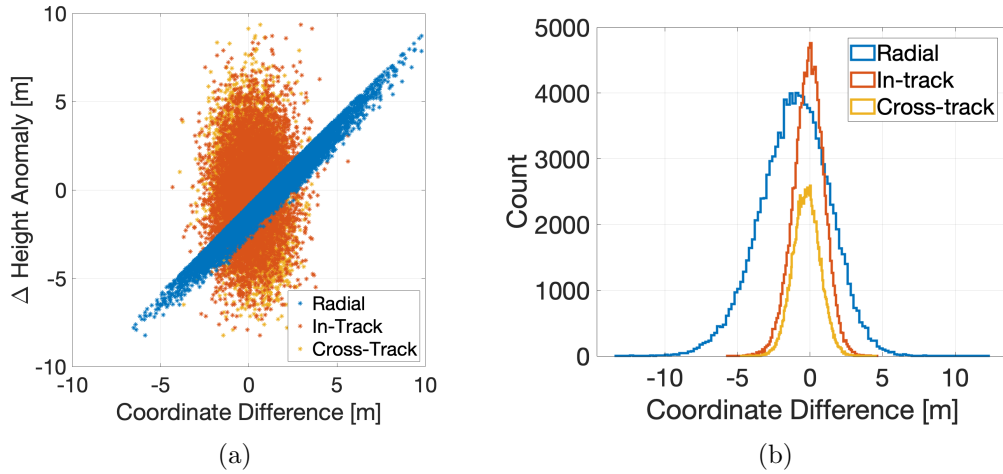 10
5
0
-5
-10
Δ Height Anomaly [m]
Radial
In-Track
Cross-Track
-10 -5 0 5 10
Coordinate Difference [m]
(a)
5000
4000
3000
2000
1000
0
Count
Radial
In-track
Cross-track
-10 -5 0 5 10
Coordinate Difference [m]
(b)